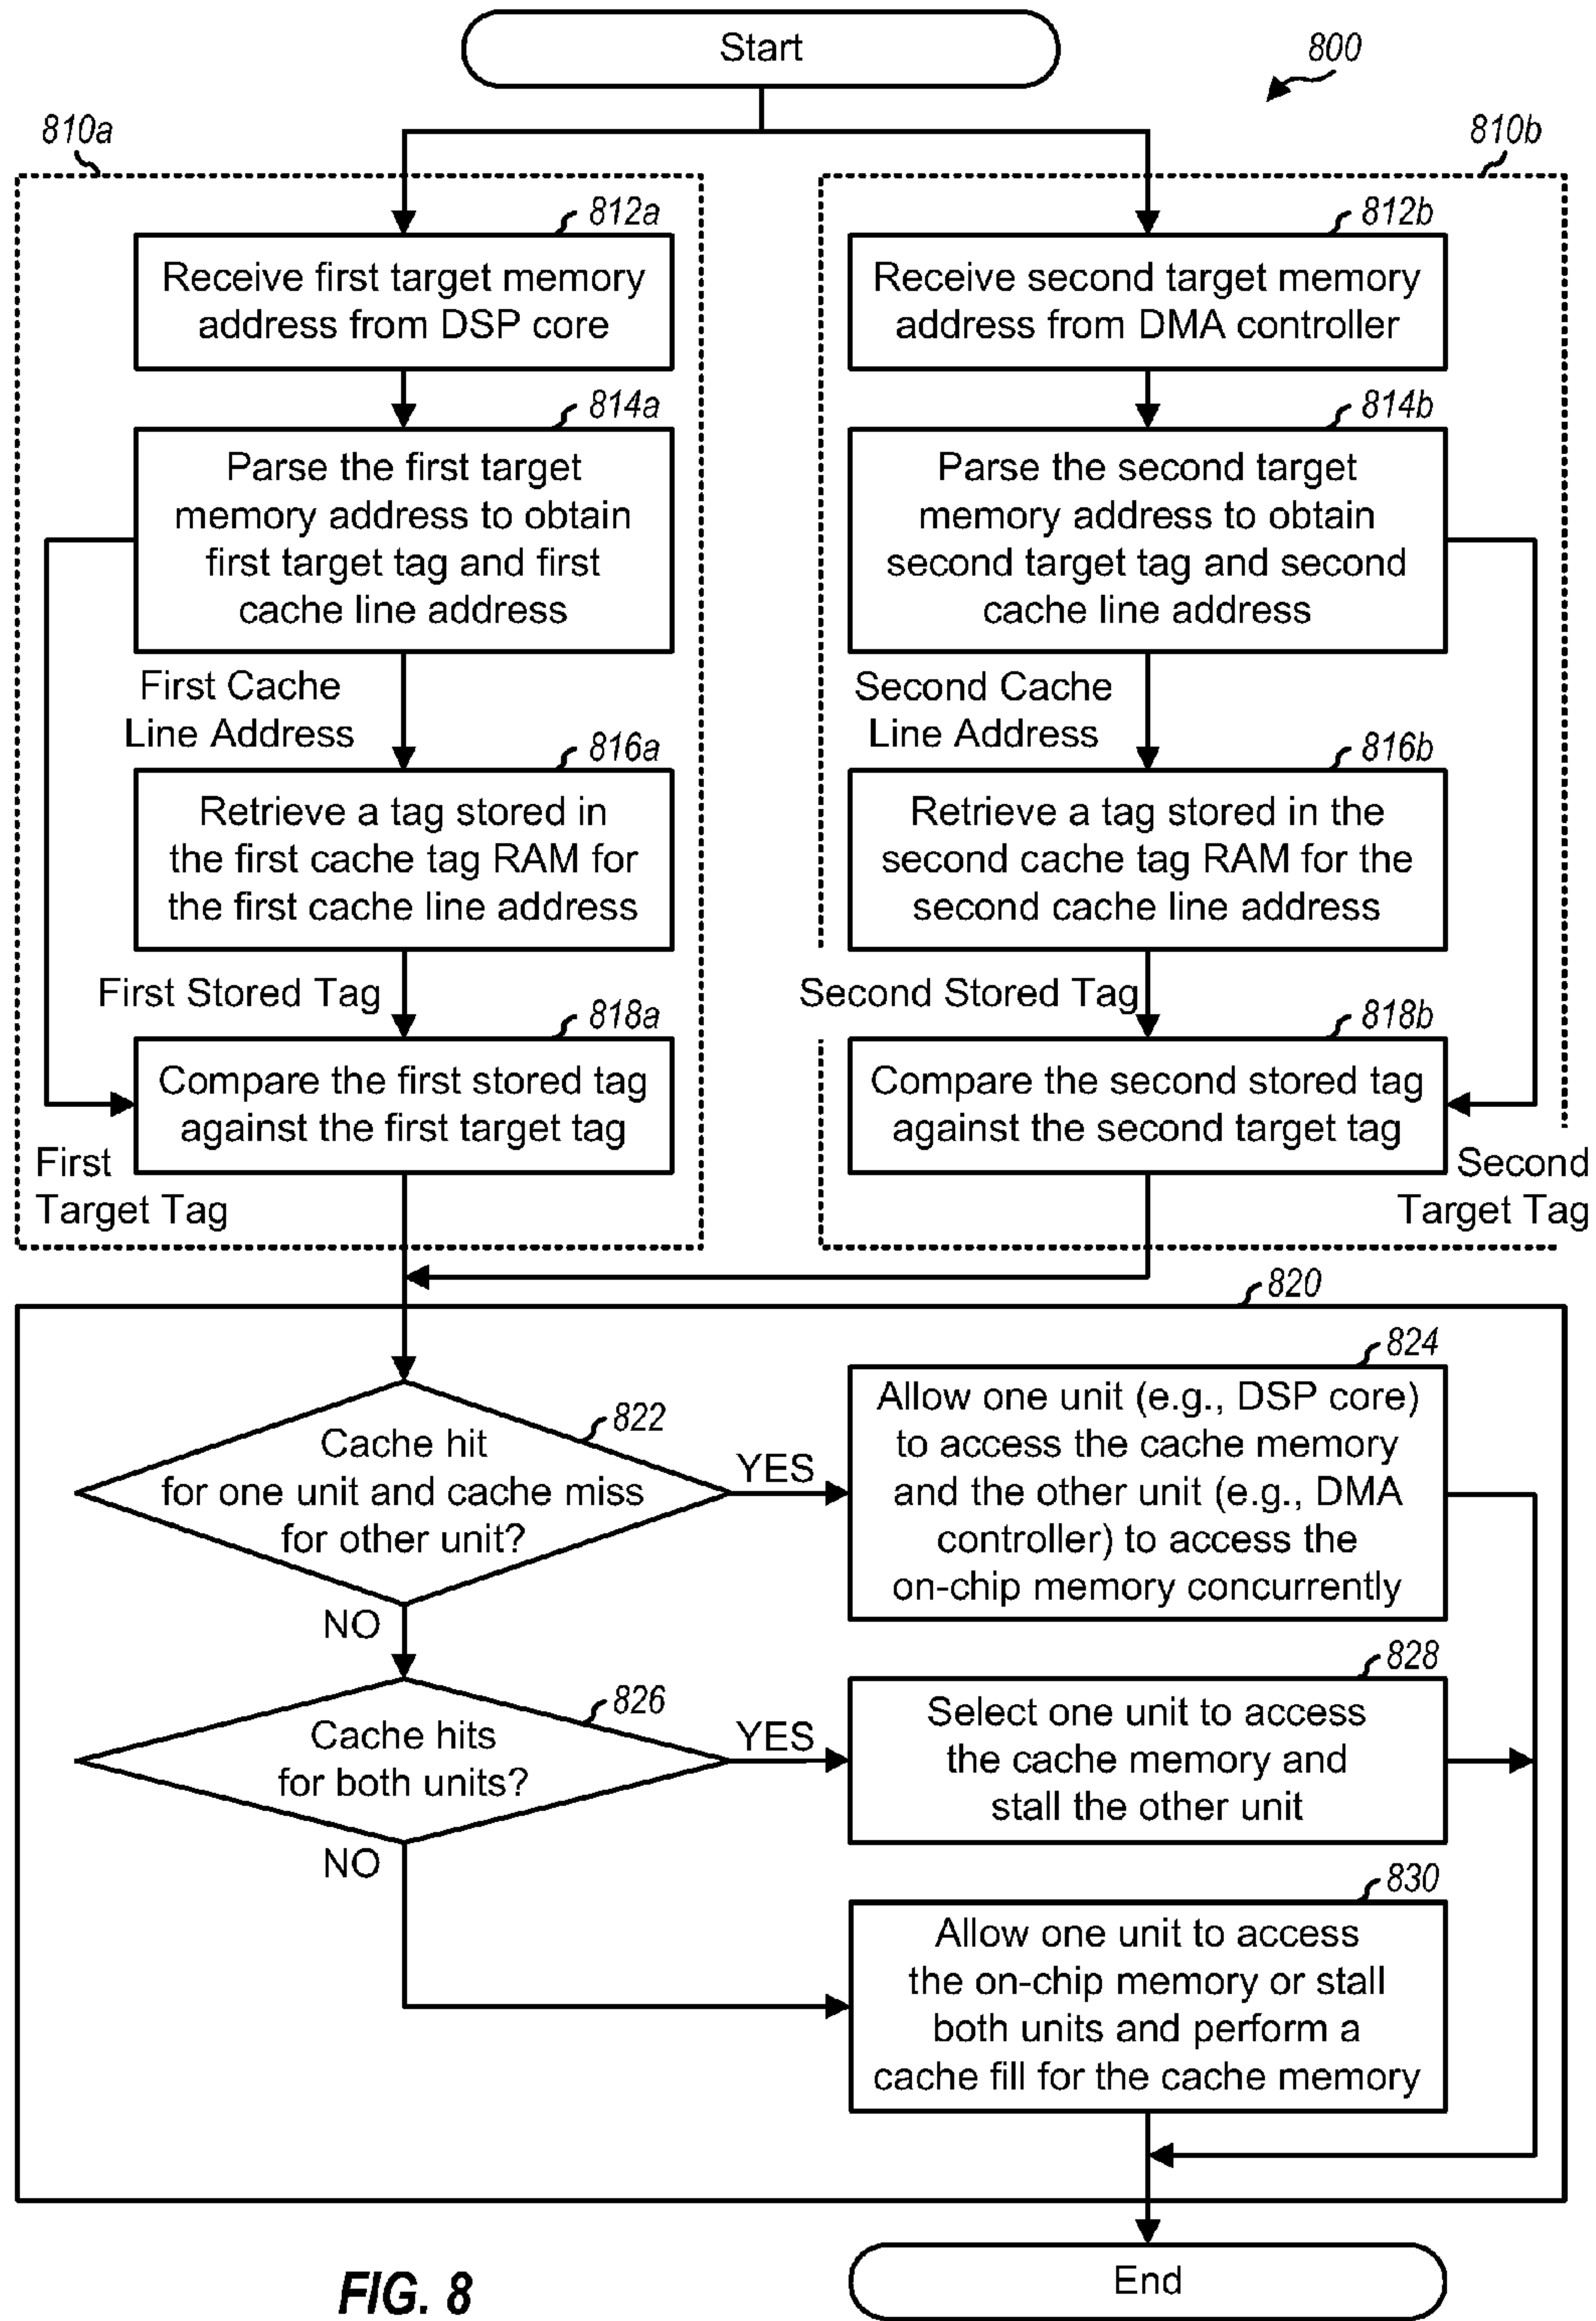 Start
800
810a
810b
812a
Receive first target memory
address from DSP core
812b
Receive second target memory
address from DMA controller
814a
Parse the first target
memory address to obtain
first target tag and first
cache line address
814b
Parse the second target
memory address to obtain
second target tag and second
cache line address
First Cache
Line Address
Second Cache
Line Address
816a
Retrieve a tag stored in
the first cache tag RAM for
the first cache line address
816b
Retrieve a tag stored in the
second cache tag RAM for the
second cache line address
First Stored Tag
Second Stored Tag
818a
Compare the first stored tag
against the first target tag
818b
Compare the second stored tag
against the second target tag
First
Target Tag
Second
Target Tag
820
822
Cache hit
for one unit and cache miss
for other unit?
YES
NO
824
Allow one unit (e.g., DSP core)
to access the cache memory
and the other unit (e.g., DMA
controller) to access the
on-chip memory concurrently
826
Cache hits
for both units?
YES
NO
828
Select one unit to access
the cache memory and
stall the other unit
830
Allow one unit to access
the on-chip memory or stall
both units and perform a
cache fill for the cache memory
End
FIG. 8